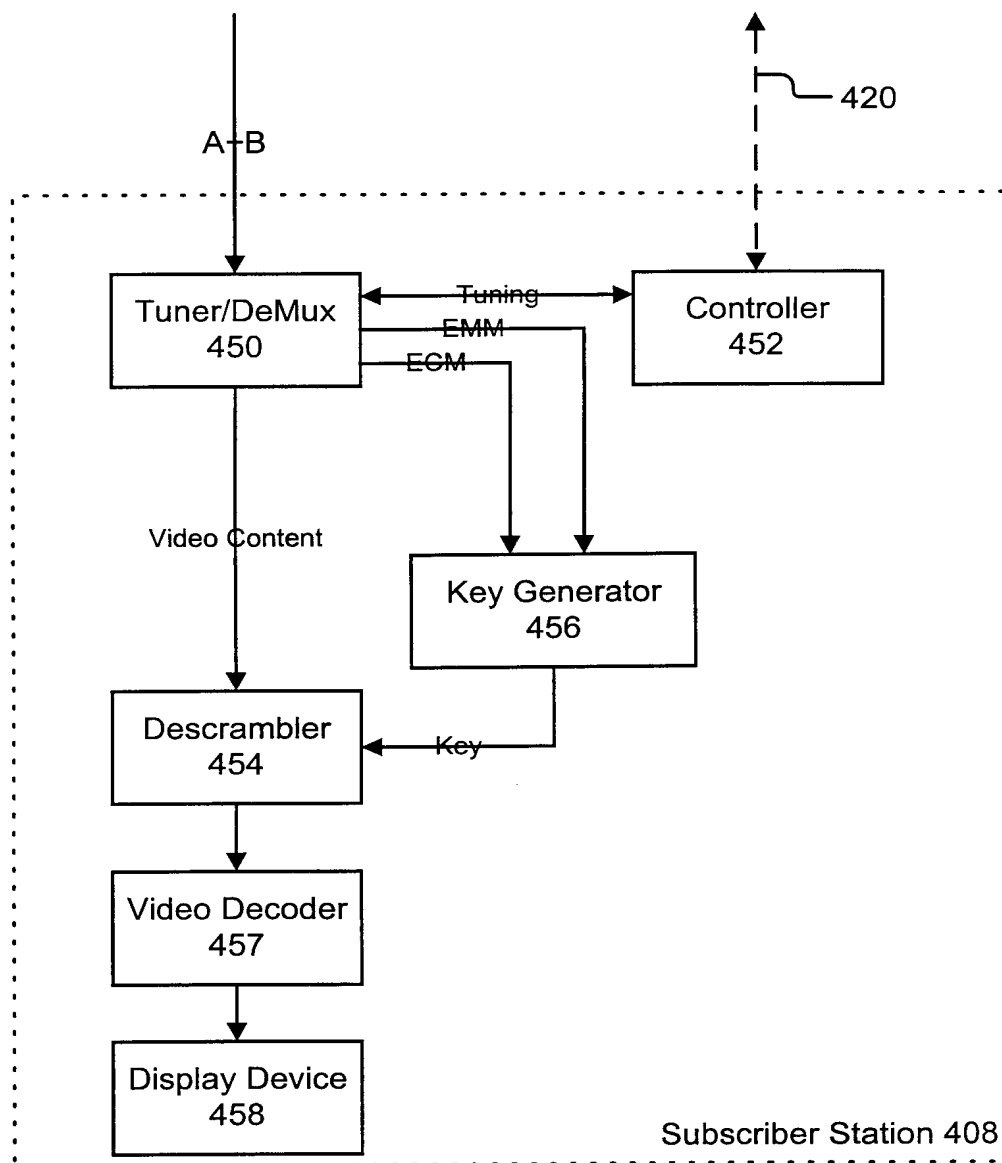 420
A+B
Tuner/DeMux
450
Tuning
EMM
ECM
Controller
452
Video Content
Key Generator
456
Descrambler
454
Key
Video Decoder
457
Display Device
458
Subscriber Station 408